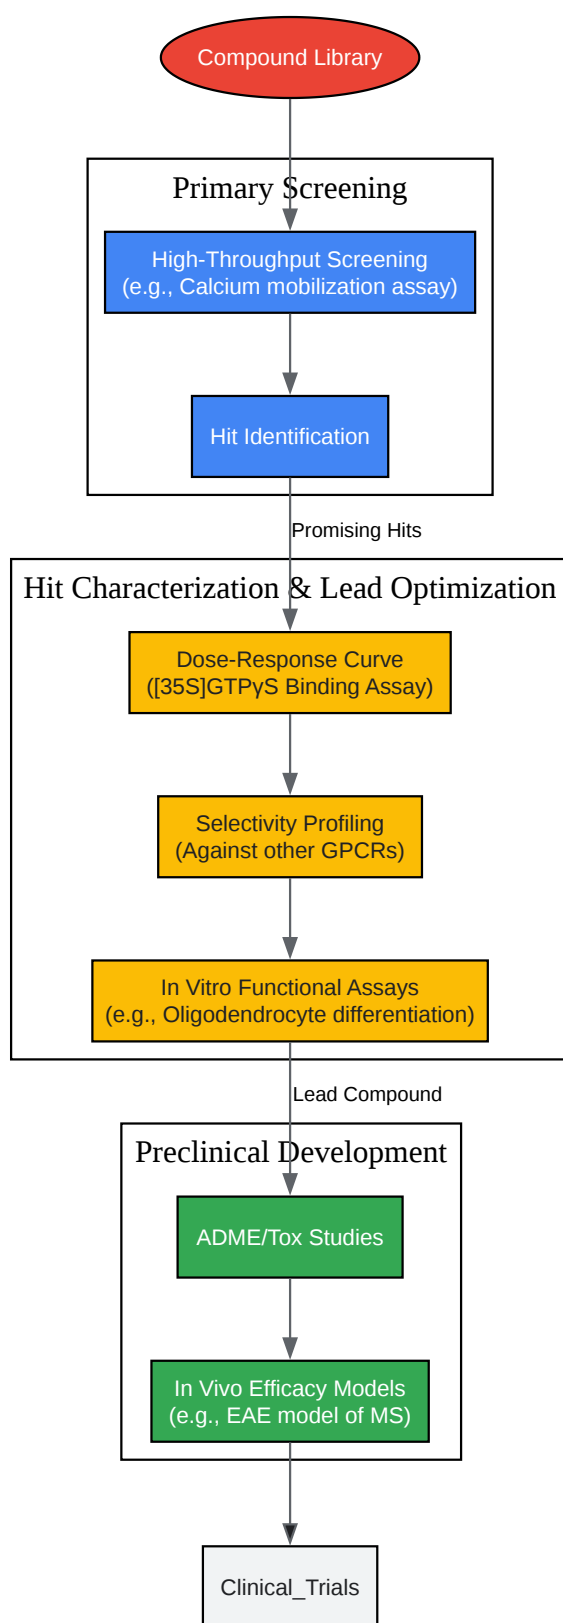 Compound Library
Primary Screening
High-Throughput Screening
(e.g., Calcium mobilization assay)
Hit Identification
Promising Hits
Hit Characterization & Lead Optimization
Dose-Response Curve
([35S]GTPγS Binding Assay)
Selectivity Profiling
(Against other GPCRs)
In Vitro Functional Assays
(e.g., Oligodendrocyte differentiation)
Lead Compound
Preclinical Development
ADME/Tox Studies
In Vivo Efficacy Models
(e.g., EAE model of MS)
Clinical_Trials